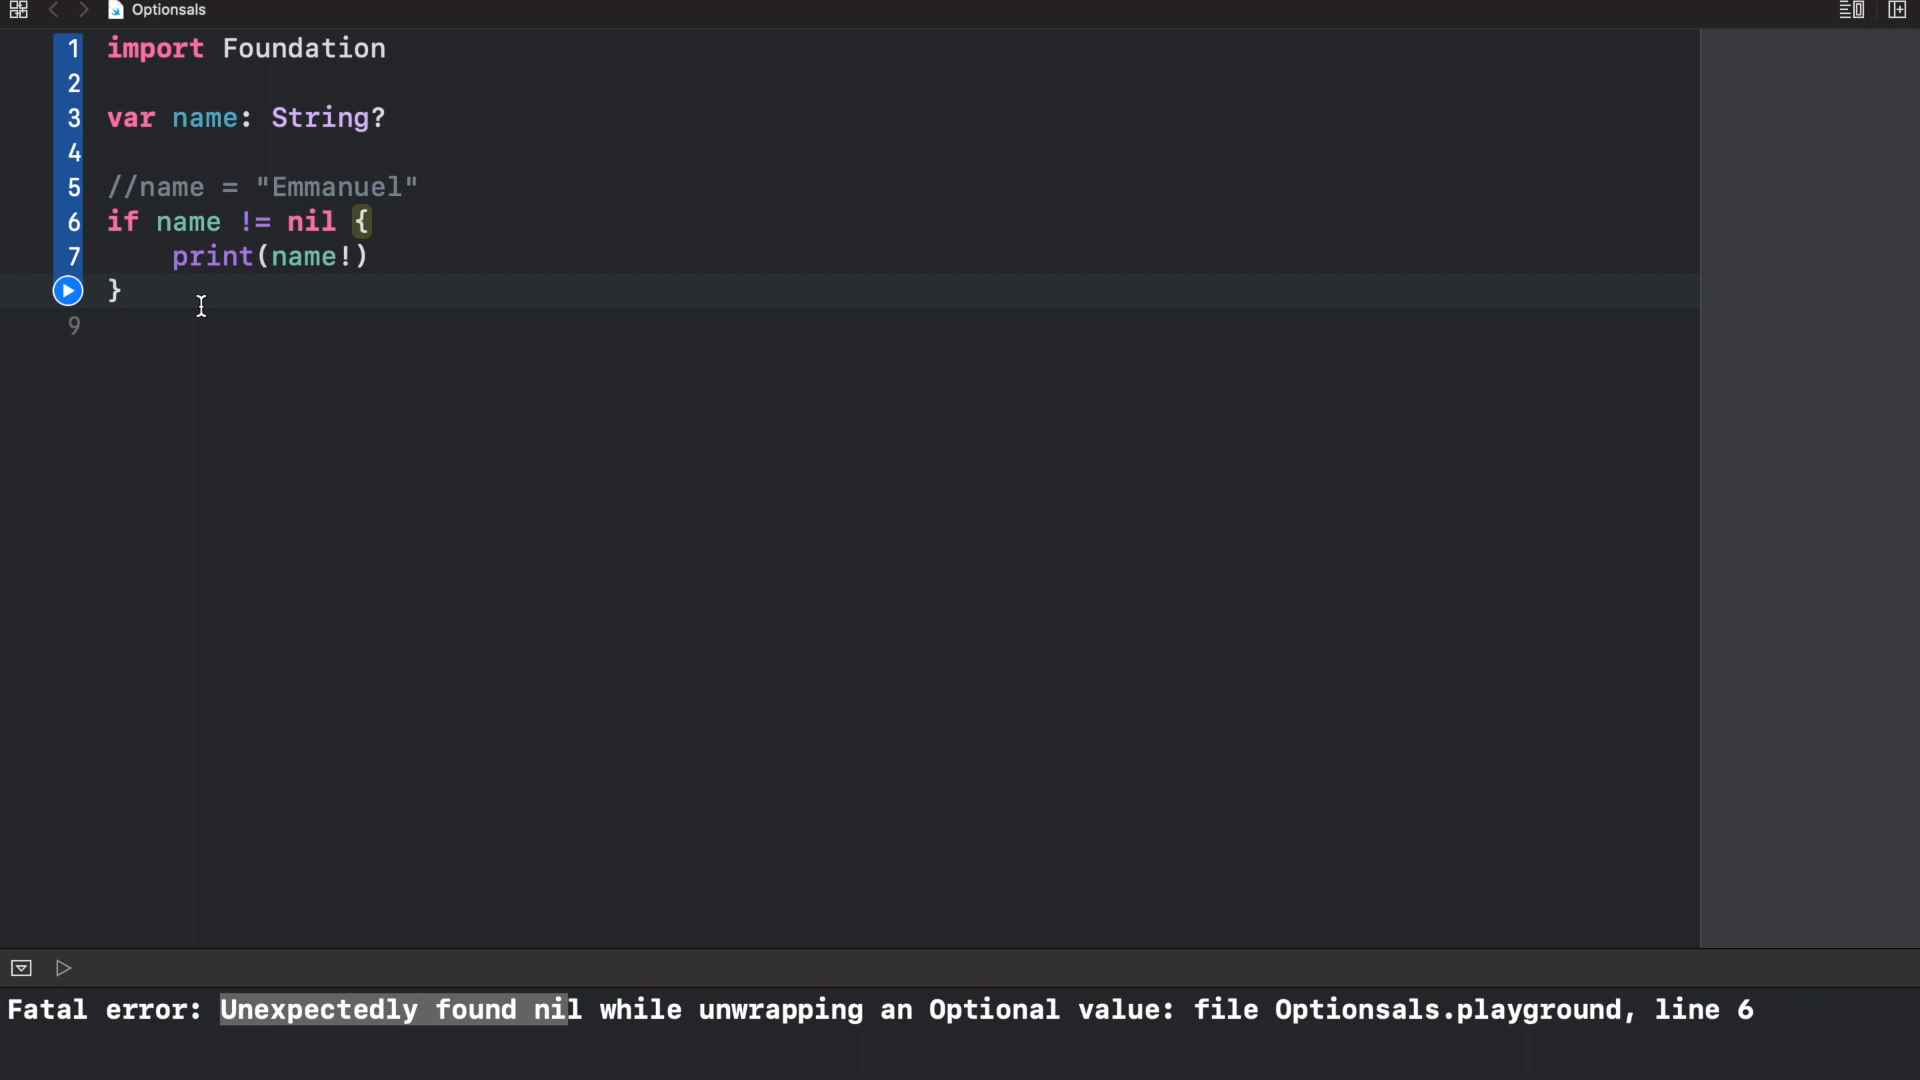 Optionsals
1 import Foundation
2
3 var name: String?
4
5 //name = "Emmanuel"
6 if name != nil {
7     print(name!)
}
9
Fatal error: Unexpectedly found nil while unwrapping an Optional value: file Optionsals.playground, line 6